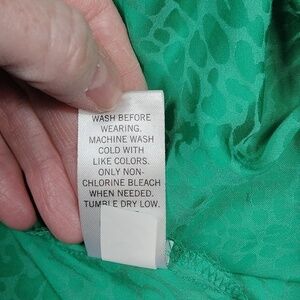 WASH BEFORE
WEARING.
MACHINE WASH
COLD WITH
LIKE COLORS.
ONLY NON-
CHLORINE BLEACH
WHEN NEEDED.
TUMBLE DRY LOW.